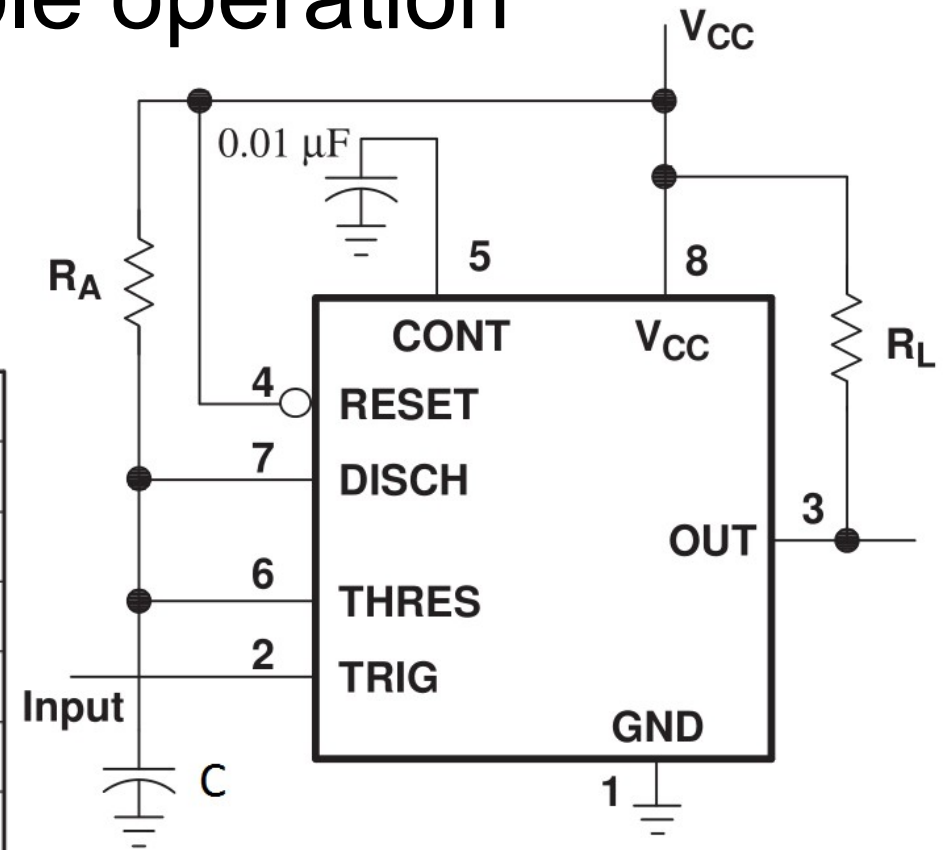 operation
VCC
0.01 µF
5
8
RA
CONT
VCC
RL
4
RESET
7
DISCH
3
OUT
6
THRES
2
TRIG
Input
GND
C
1